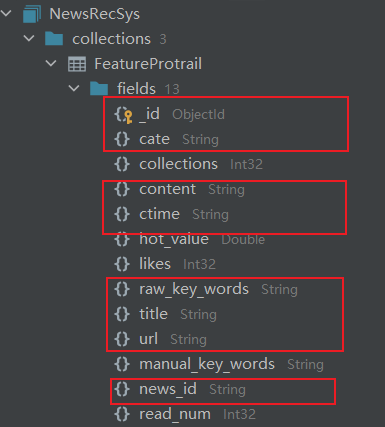 NewsRecSys
collections 3
FeatureProtrail
fields 13
_id ObjectId
cate String
collections Int32
content String
ctime String
hot_value Double
likes Int32
raw_key_words String
title String
url String
manual_key_words String
news_id String
read_num Int32